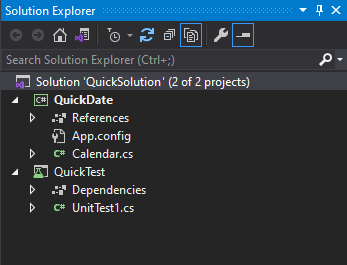 Solution Explorer
Search Solution Explorer (Ctrl+;)
Solution 'QuickSolution' (2 of 2 projects)
C# QuickDate
References
App.config
C# Calendar.cs
QuickTest
Dependencies
C# UnitTest1.cs